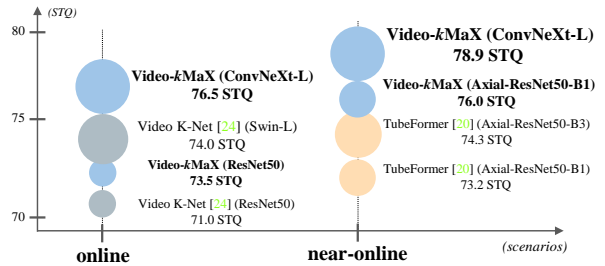 (STQ)
80
75
70
Video-kMaX (ConvNeXt-L)
76.5 STQ
Video K-Net [24] (Swin-L)
74.0 STQ
Video-kMaX (ResNet50)
73.5 STQ
Video K-Net [24] (ResNet50)
71.0 STQ
Video-kMaX (ConvNeXt-L)
78.9 STQ
Video-kMaX (Axial-ResNet50-B1)
76.0 STQ
TubeFormer [20] (Axial-ResNet50-B3)
74.3 STQ
TubeFormer [20] (Axial-ResNet50-B1)
73.2 STQ
online
near-online
(scenarios)